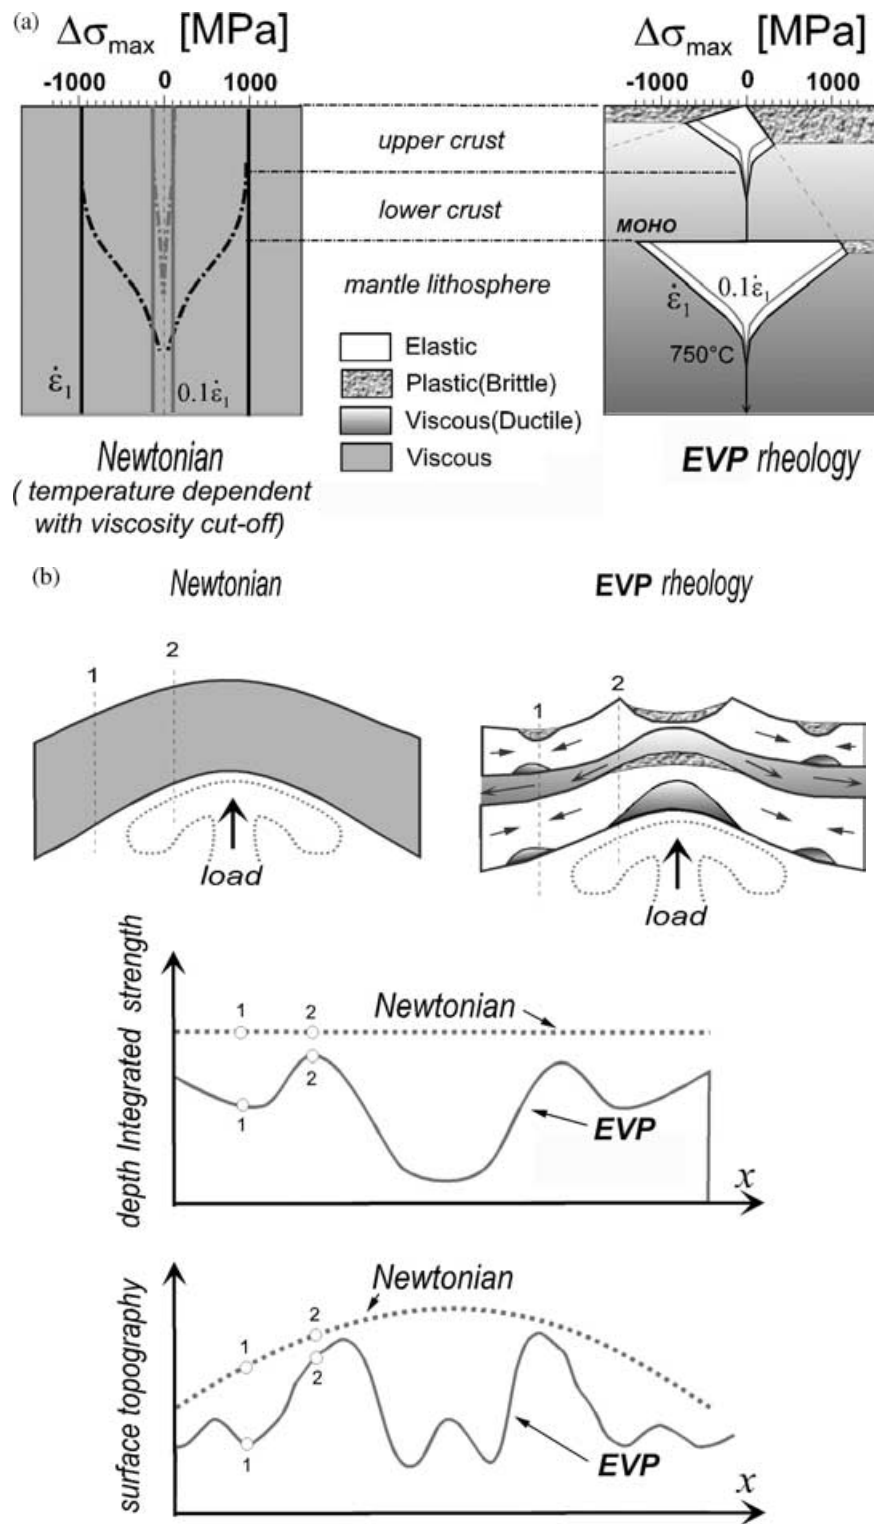 (a)
Δσmax [MPa]
-1000 0 1000
ε̇1
0.1ε̇1
Newtonian
( temperature dependent
with viscosity cut-off)
upper crust
lower crust
mantle lithosphere
Elastic
Plastic(Brittle)
Viscous(Ductile)
Viscous
Δσmax [MPa]
-1000 0 1000
MOHO
ε̇1
0.1ε̇1
750°C
EVP rheology
(b)
Newtonian
1
2
load
EVP rheology
1
2
load
depth Integrated strength
Newtonian
1
2
2
1
EVP
x
surface topography
Newtonian
1
2
2
1
EVP
x